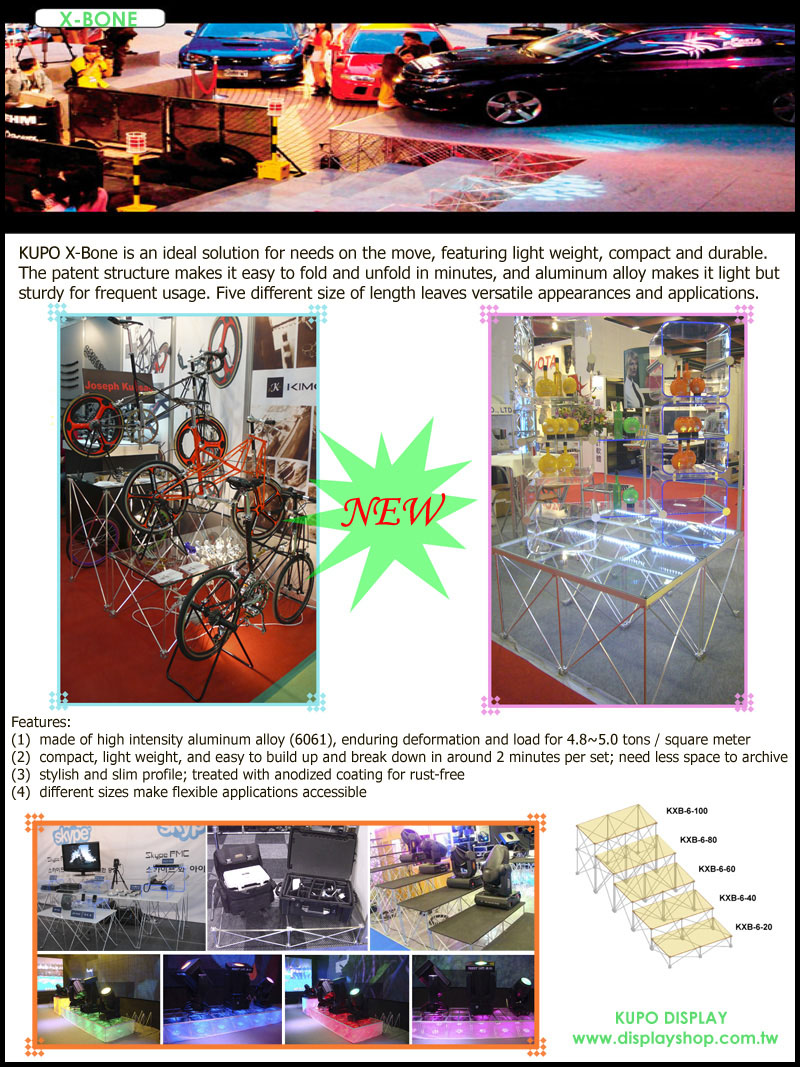 X-BONE
KUPO X-Bone is an ideal solution for needs on the move, featuring light weight, compact and durable.
The patent structure makes it easy to fold and unfold in minutes, and aluminum alloy makes it light but
sturdy for frequent usage. Five different size of length leaves versatile appearances and applications.
Joseph
K
NEW
Features:
(1) made of high intensity aluminum alloy (6061), enduring deformation and load for 4.8~5.0 tons / square meter
(2) compact, light weight, and easy to build up and break down in around 2 minutes per set; need less space to archive
(3) stylish and slim profile; treated with anodized coating for rust-free
(4) different sizes make flexible applications accessible
skype
Skype FMC
KXB-6-100
KXB-6-80
KXB-6-60
KXB-6-40
KXB-6-20
KUPO DISPLAY
www.displayshop.com.tw